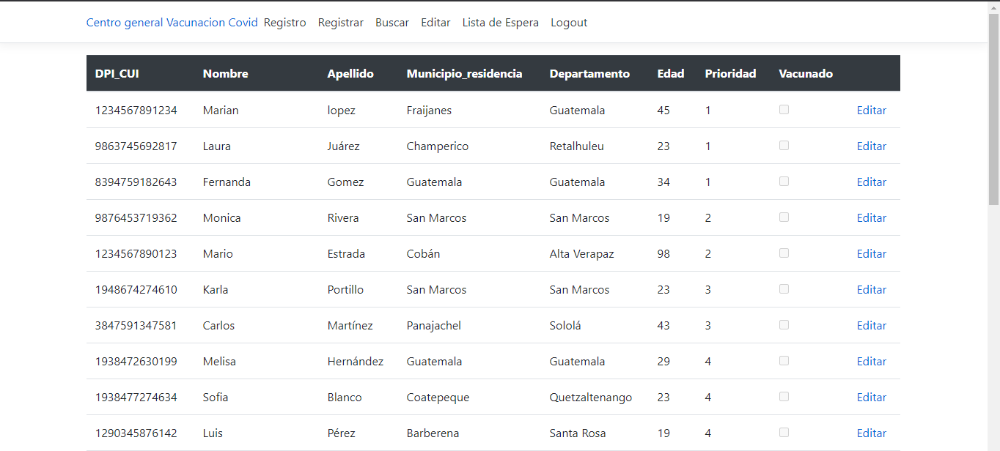 Centro general Vacunacion Covid Registro Registrar Buscar Editar Lista de Espera Logout
DPI_CUI Nombre Apellido Municipio_residencia Departamento Edad Prioridad Vacunado
1234567891234 Marian lopez Fraijanes Guatemala 45 1 Editar
9863745692817 Laura Juárez Champerico Retalhuleu 23 1 Editar
8394759182643 Fernanda Gomez Guatemala Guatemala 34 1 Editar
9876453719362 Monica Rivera San Marcos San Marcos 19 2 Editar
1234567890123 Mario Estrada Cobán Alta Verapaz 98 2 Editar
1948674274610 Karla Portillo San Marcos San Marcos 23 3 Editar
3847591347581 Carlos Martínez Panajachel Sololá 43 3 Editar
1938472630199 Melisa Hernández Guatemala Guatemala 29 4 Editar
1938477274634 Sofia Blanco Coatepeque Quetzaltenango 23 4 Editar
1290345876142 Luis Pérez Barberena Santa Rosa 19 4 Editar